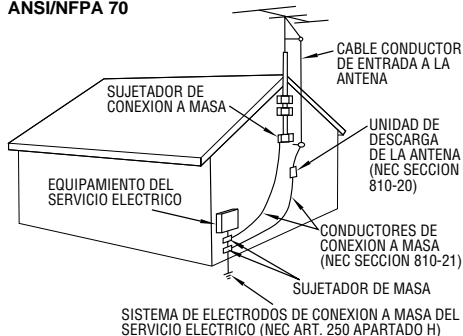 ANSI/NFPA 70
CABLE CONDUCTOR
DE ENTRADA A LA
ANTENA
SUJETADOR DE
CONEXION A MASA
UNIDAD DE
DESCARGA
DE LA ANTENA
(NEC SECCION
810-20)
EQUIPAMIENTO DEL
SERVICIO ELECTRICO
CONDUCTORES DE
CONEXION A MASA
(NEC SECCION 810-21)
SUJETADOR DE MASA
SISTEMA DE ELECTRODOS DE CONEXION A MASA DEL
SERVICIO ELECTRICO (NEC ART. 250 APARTADO H)